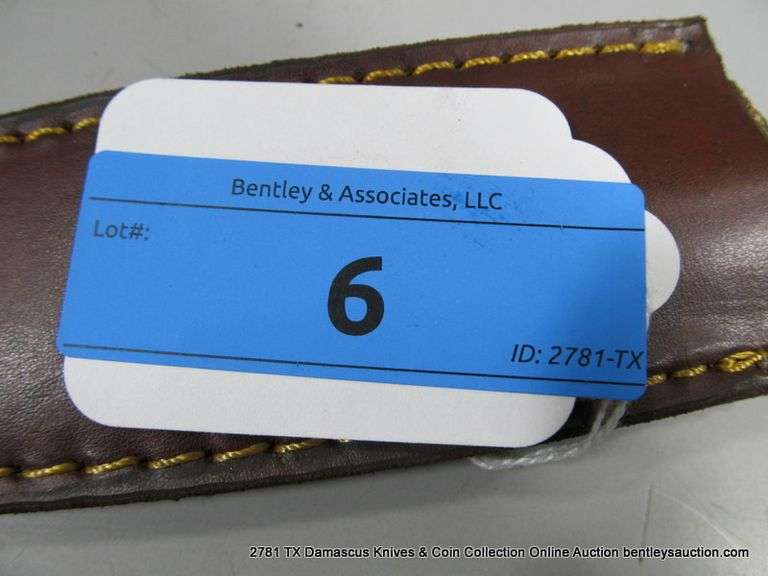 Bentley & Associates, LLC
Lot#:
6
ID: 2781-TX
2781 TX Damascus Knives & Coin Collection Online Auction bentleysauction.com